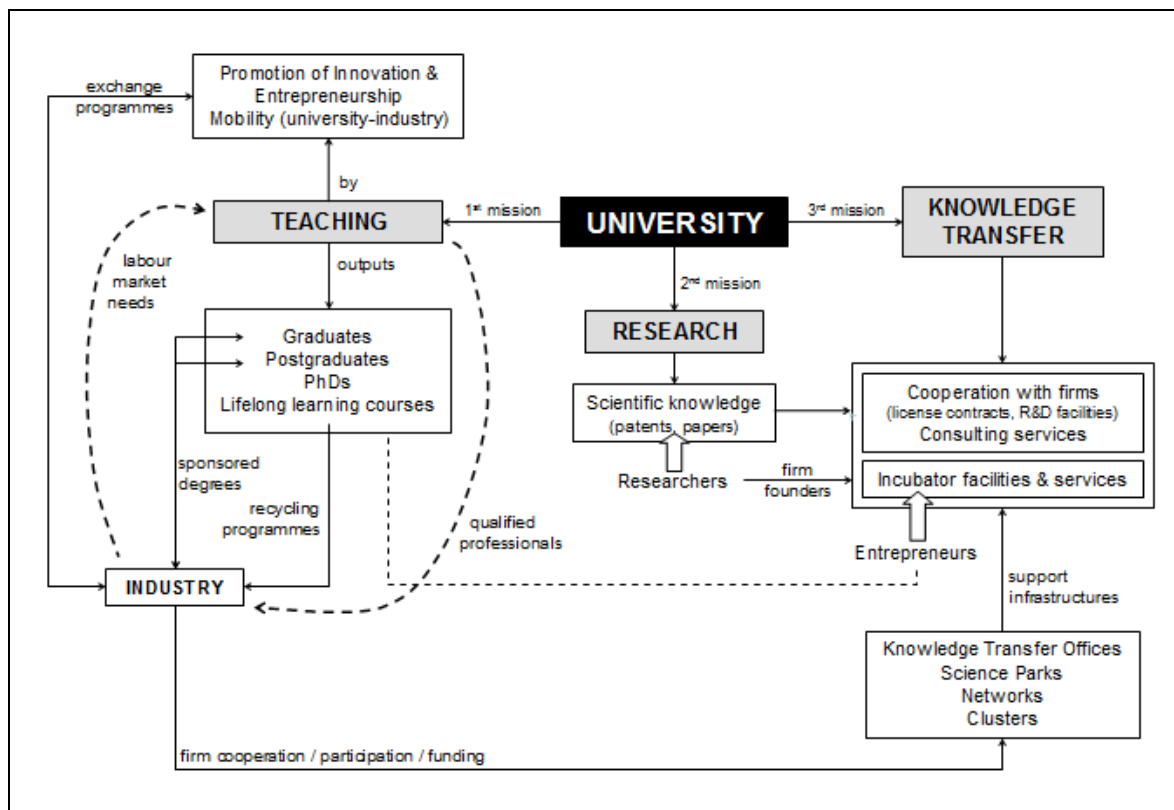 exchange
programmes
Promotion of Innovation &
Entrepreneurship
Mobility (university-industry)
by
TEACHING
1st mission
UNIVERSITY
3rd mission
KNOWLEDGE
TRANSFER
labour
market
needs
outputs
2nd mission
RESEARCH
Graduates
Postgraduates
PhDs
Lifelong learning courses
Scientific knowledge
(patents, papers)
Cooperation with firms
(license contracts, R&D facilities)
Consulting services
Researchers
firm
founders
Incubator facilities & services
sponsored
degrees
recycling
programmes
qualified
professionals
Entrepreneurs
INDUSTRY
support
infrastructures
Knowledge Transfer Offices
Science Parks
Networks
Clusters
firm cooperation / participation / funding